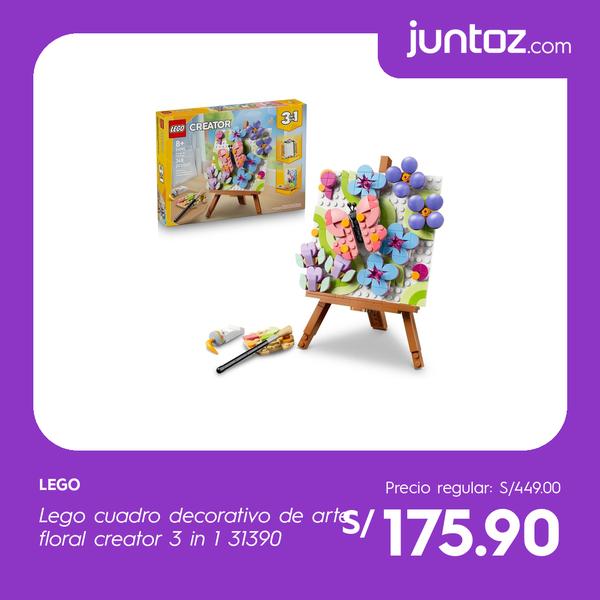 juntoz.com
LEGO CREATOR
3in1
8+
LEGO
Precio regular: S/449.00
Lego cuadro decorativo de arte
floral creator 3 in 1 31390
S/175.90